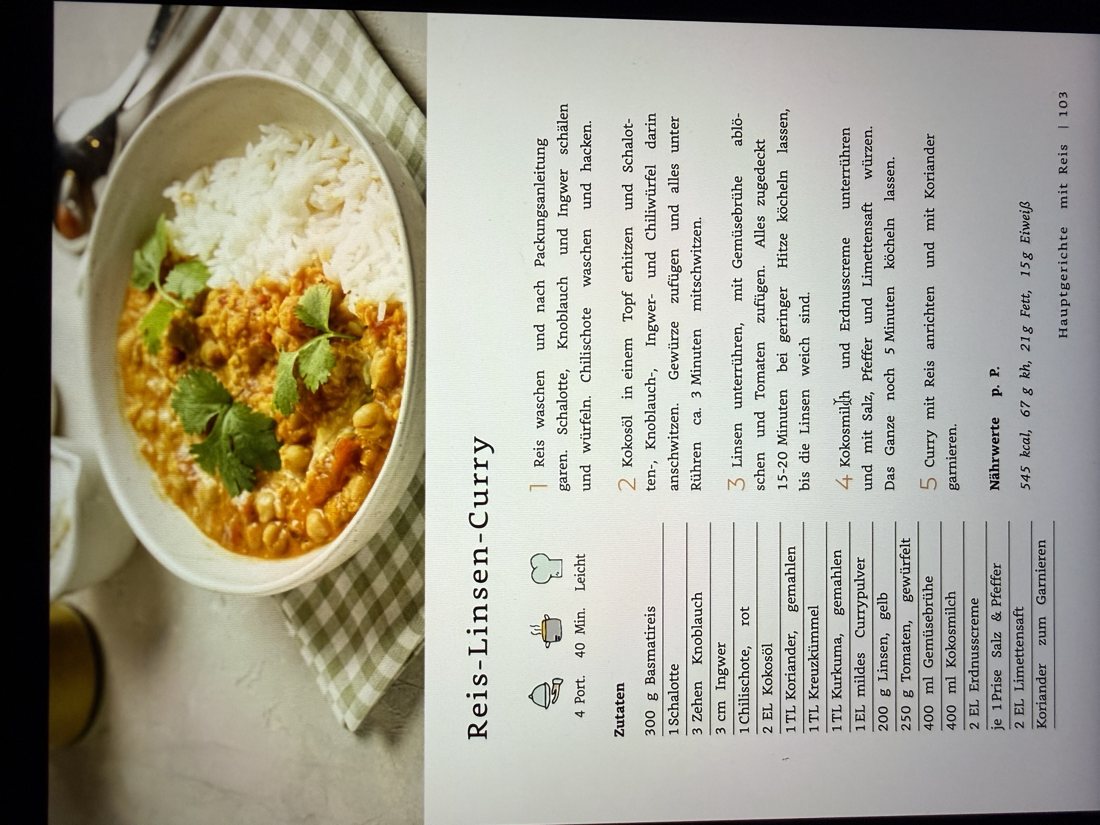 Reis-Linsen-Curry
4 Port. 40 Min. Leicht
Zutaten
300 g Basmatireis
1 Schalotte
3 Zehen Knoblauch
3 cm Ingwer
1 Chilischote, rot
2 EL Kokosöl
1 TL Koriander, gemahlen
1 TL Kreuzkümmel
1 TL Kurkuma, gemahlen
1 EL mildes Currypulver
200 g Linsen, gelb
250 g Tomaten, gewürfelt
400 ml Gemüsebrühe
400 ml Kokosmilch
2 EL Erdnusscreme
je 1 Prise Salz & Pfeffer
2 EL Limettensaft
Koriander zum Garnieren
1 Reis waschen und nach Packungsanleitung
garen. Schalotte, Knoblauch und Ingwer schälen
und würfeln. Chilischote waschen und hacken.
2 Kokosöl in einem Topf erhitzen und Schalot-
ten-, Knoblauch-, Ingwer- und Chiliwürfel darin
anschwitzen. Gewürze zufügen und alles unter
Rühren ca. 3 Minuten mitschwitzen.
3 Linsen unterrühren, mit Gemüsebrühe ablö-
schen und Tomaten zufügen. Alles zugedeckt
15-20 Minuten bei geringer Hitze köcheln lassen,
bis die Linsen weich sind.
4 Kokosmilch und Erdnusscreme unterrühren
und mit Salz, Pfeffer und Limettensaft würzen.
Das Ganze noch 5 Minuten köcheln lassen.
5 Curry mit Reis anrichten und mit Koriander
garnieren.
Nährwerte p. P.
545 kcal, 67 g kh, 21 g Fett, 15 g Eiweiß
Hauptgerichte mit Reis | 103